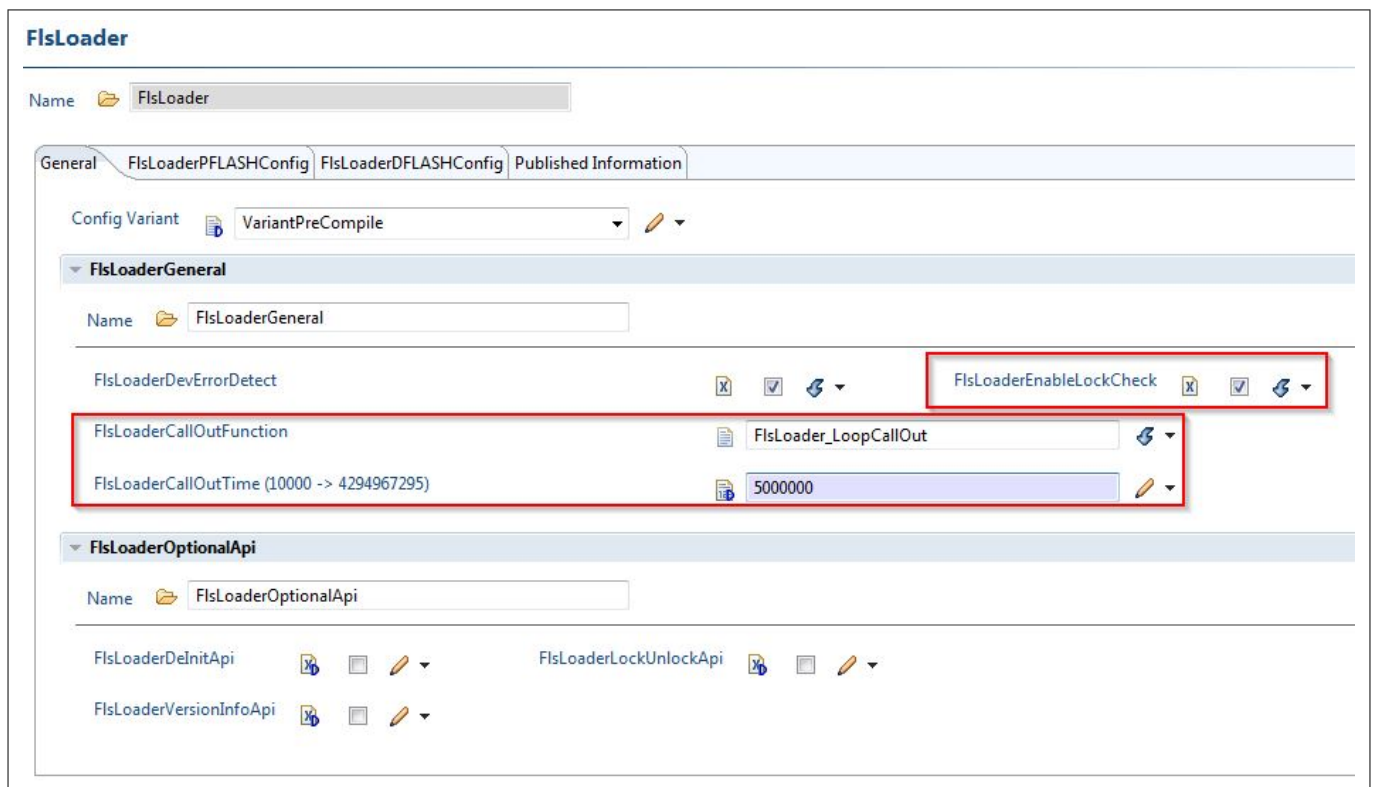 FlsLoader
Name FlsLoader
General FlsLoaderPFLASHConfig FlsLoaderDFLASHConfig Published Information
Config Variant VariantPreCompile
FlsLoaderGeneral
Name FlsLoaderGeneral
FlsLoaderDevErrorDetect FlsLoaderEnableLockCheck
FlsLoaderCallOutFunction FlsLoader_LoopCallOut
FlsLoaderCallOutTime (10000 -> 4294967295) 5000000
FlsLoaderOptionalApi
Name FlsLoaderOptionalApi
FlsLoaderDeInitApi FlsLoaderLockUnlockApi
FlsLoaderVersionInfoApi